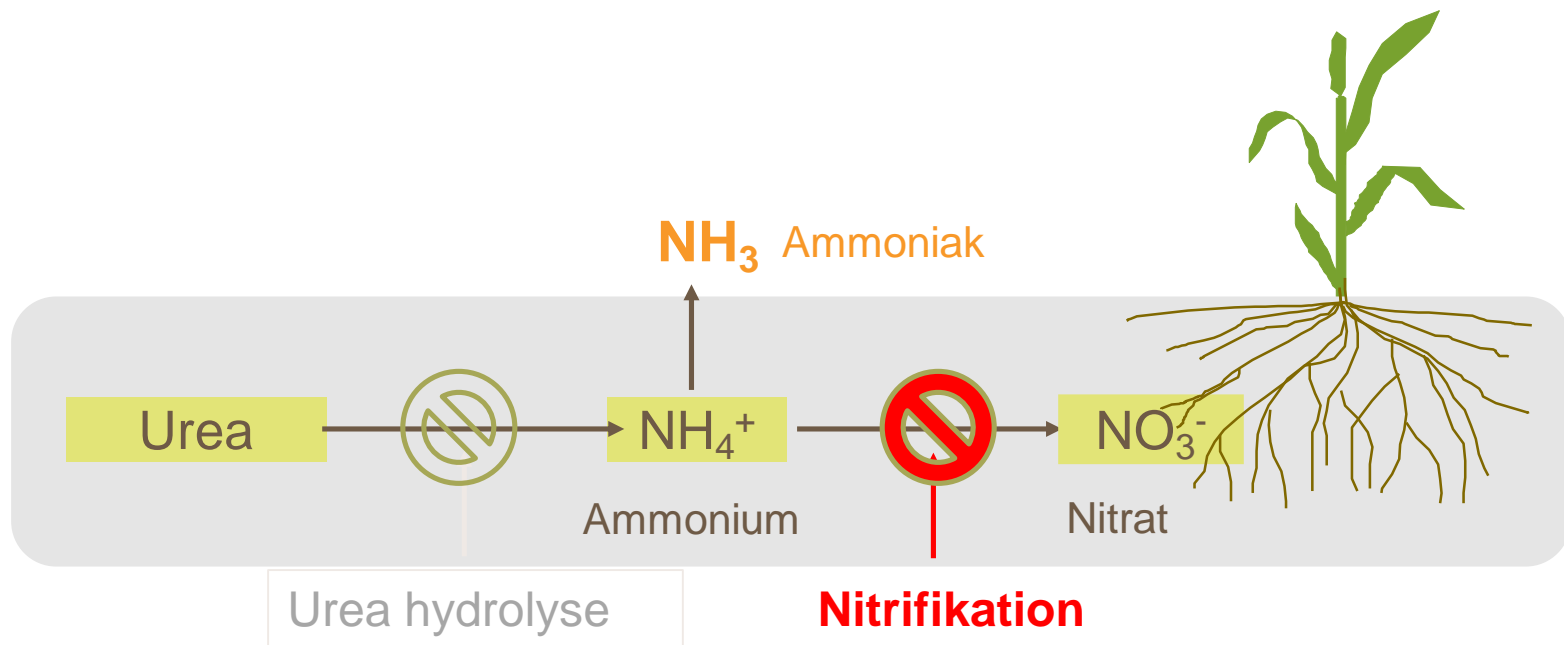 NH₃ Ammoniak
Urea
NH₄⁺
NO₃⁻
Ammonium
Nitrat
Urea hydrolyse
Nitrifikation